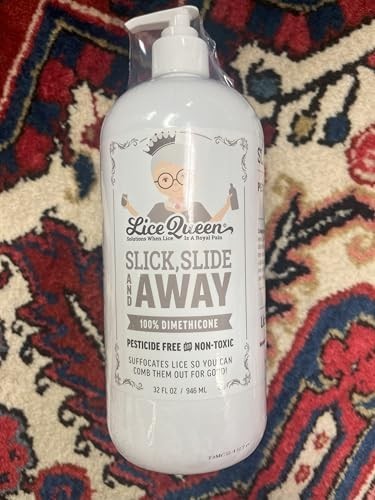 Lice Queen
Solutions When Lice Is A Royal Pain
SLICK, SLIDE
AND AWAY
100% DIMETHICONE
PESTICIDE FREE AND NON-TOXIC
SUFFOCATES LICE SO YOU CAN
COMB THEM OUT FOR GOOD!
32 FL OZ / 946 ML